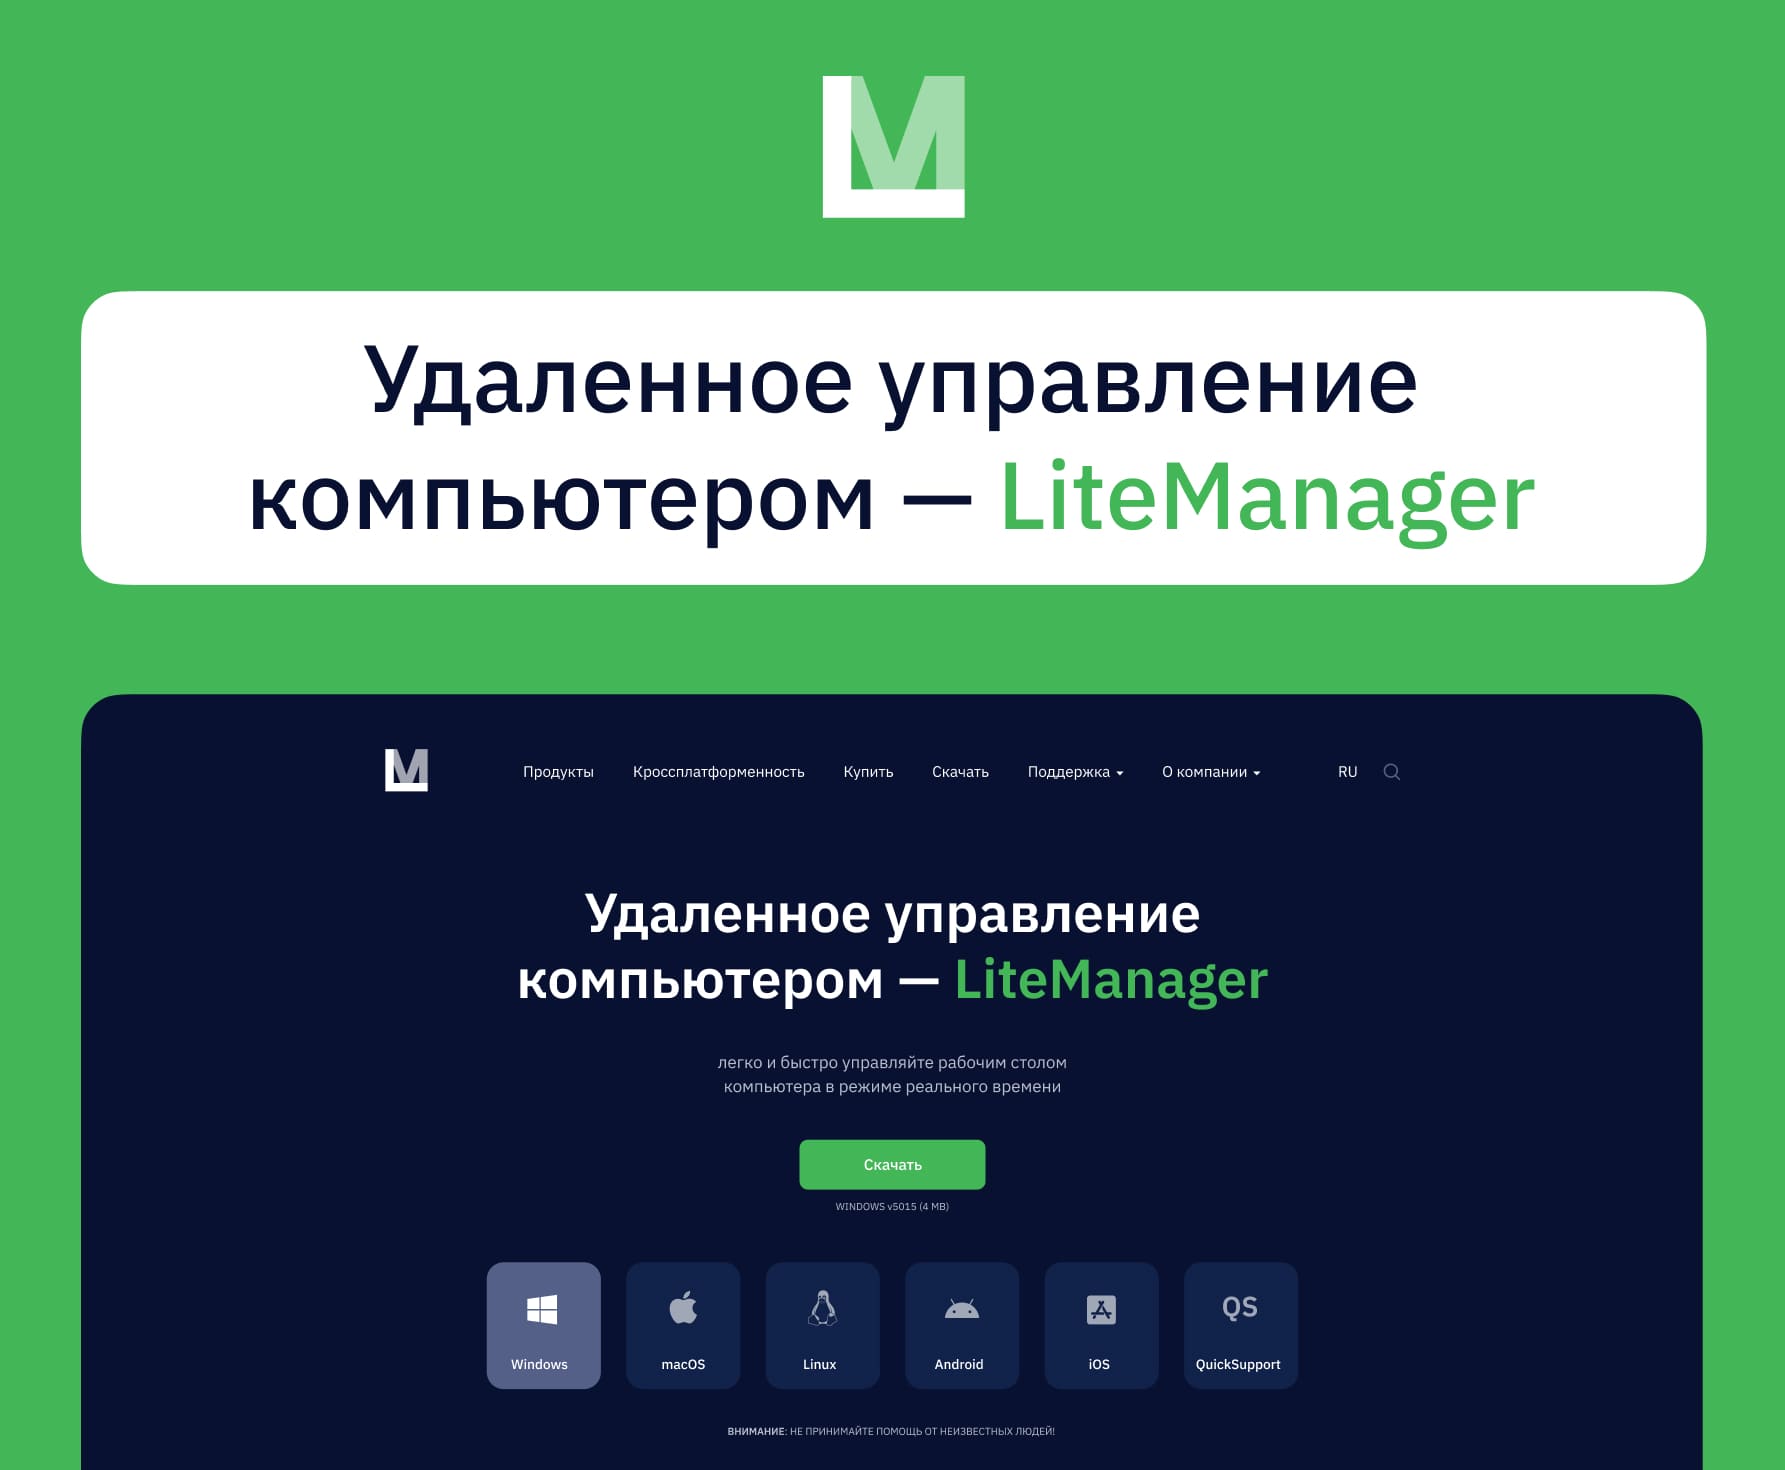 LM
Удаленное управление
компьютером — LiteManager
LM
Продукты Кроссплатформенность Купить Скачать Поддержка О компании RU
Удаленное управление
компьютером — LiteManager
легко и быстро управляйте рабочим столом
компьютера в режиме реального времени
Скачать
WINDOWS v5015 (4 MB)
QS
Windows macOS Linux Android iOS QuickSupport
ВНИМАНИЕ: НЕ ПРИНИМАЙТЕ ПОМОЩЬ ОТ НЕИЗВЕСТНЫХ ЛЮДЕЙ!